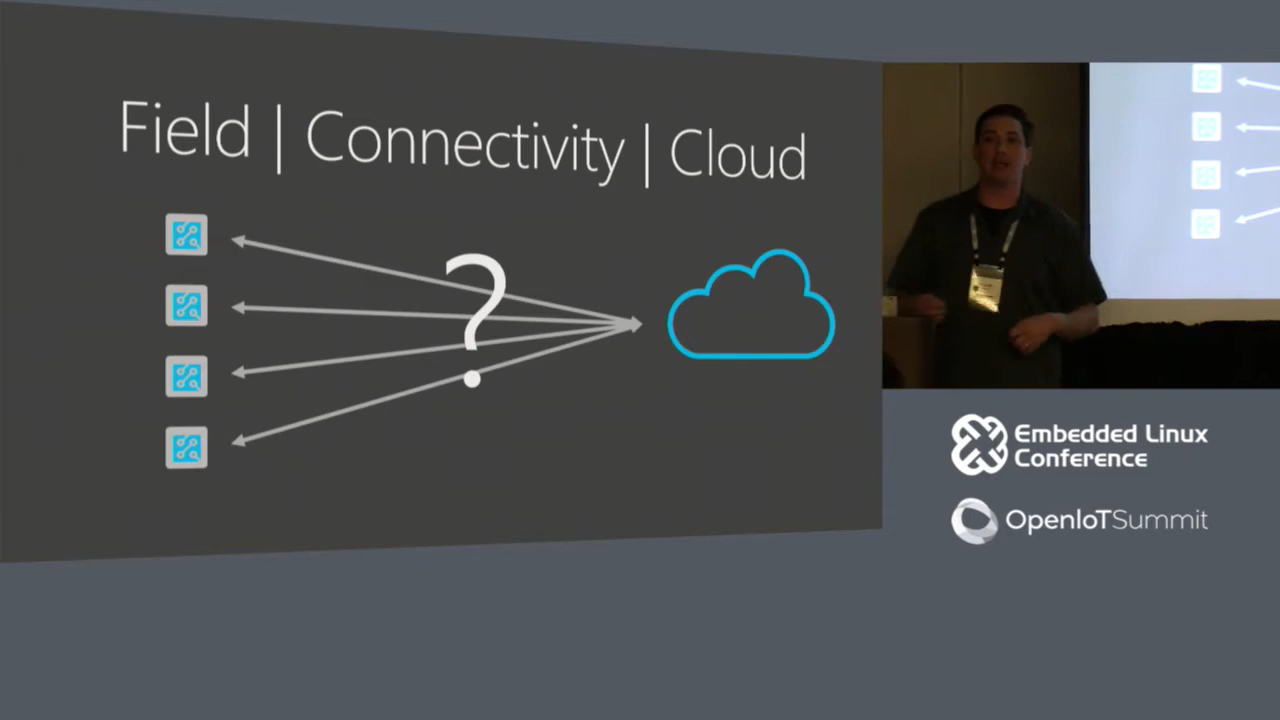 Field | Connectivity | Cloud
?
Embedded Linux
Conference
OpenIoTSummit